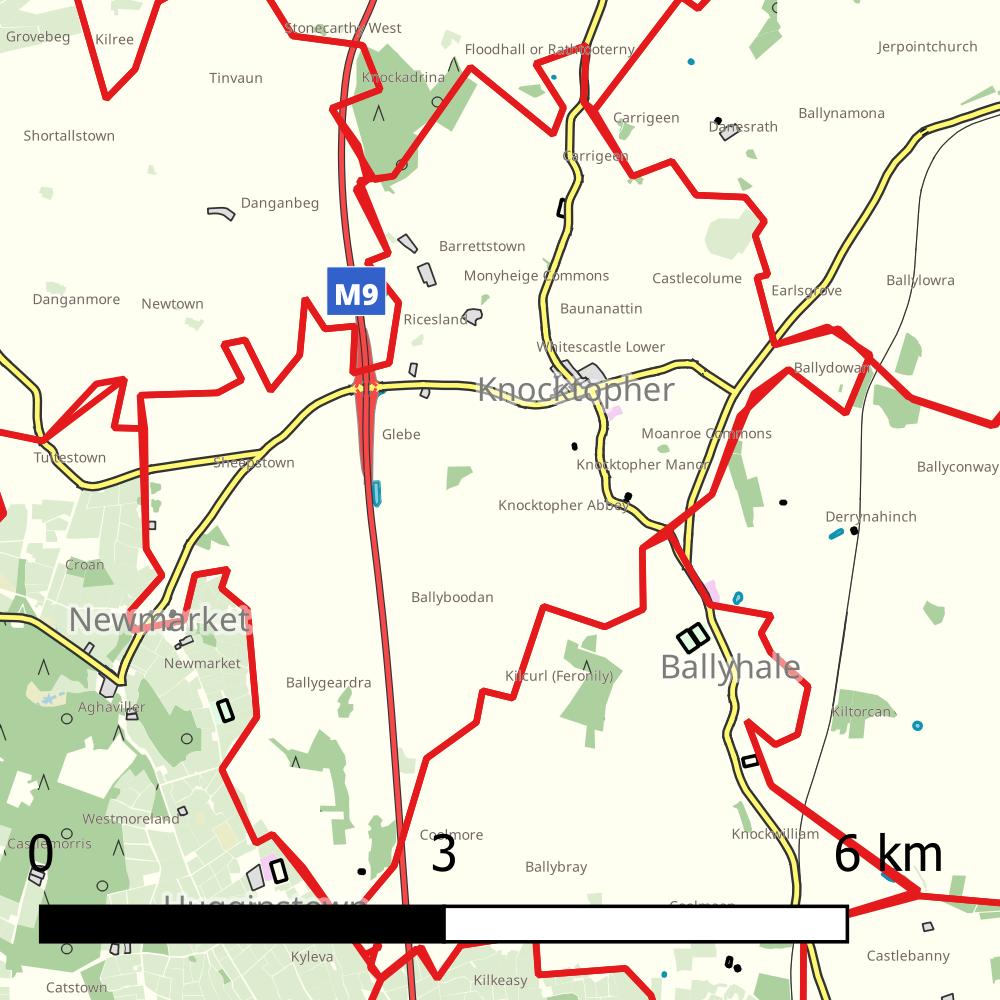 Stonecarthy West
Grovebeg
Kilree
Floodhall or Rathtooterny
Jerpointchurch
Tinvaun
Knockadrina
Carrigeen
Ballynamona
Danesrath
Shortallstown
Carrigeen
Danganbeg
Barrettstown
Monyheige Commons
Castlecolume
Earlsgrove
Ballylowra
Danganmore
Newtown
M9
Ricesland
Baunanattin
Whitescastle Lower
Ballydowan
Knocktopher
Glebe
Moanroe Commons
Tullestown
Sheepstown
Knocktopher Manor
Ballyconway
Knocktopher Abbey
Derrynahinch
Croan
Ballyboodan
Newmarket
Newmarket
Ballyhale
Kilcurl (Feronily)
Ballygeardra
Aghaviller
Kiltorcan
Westmoreland
Castlemorris
Coolmore
Knockwilliam
0
3
6 km
Ballybray
Hugginstown
Coolmeen
Kyleva
Castlebanny
Catstown
Kilkeasy